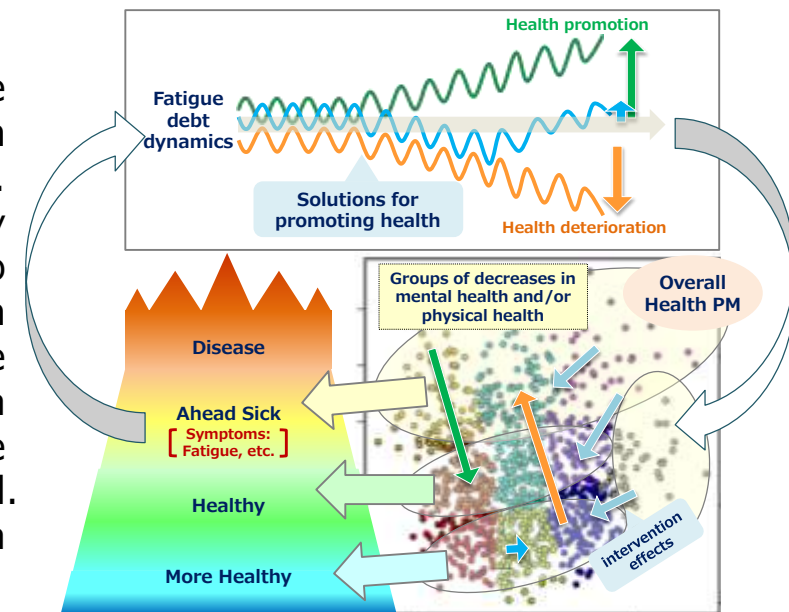 Health promotion
Fatigue
debt
dynamics
Solutions for
promoting health
Health deterioration
Groups of decreases in
mental health and/or
physical health
Overall
Health PM
Disease
Ahead Sick
[ Symptoms:
Fatigue, etc. ]
Healthy
More Healthy
intervention
effects